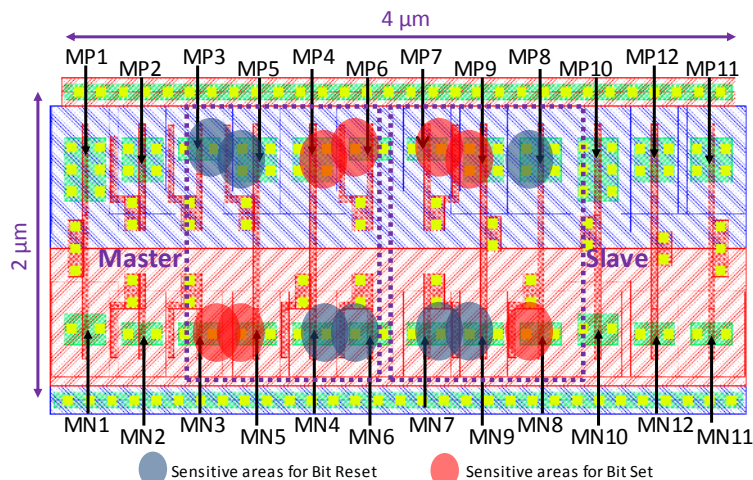 4 µm
MP1 MP2 MP3 MP5 MP4 MP6 MP7 MP9 MP8 MP10 MP12 MP11
2 µm
Master Slave
MN1 MN2 MN3 MN5 MN4 MN6 MN7 MN9 MN8 MN10 MN12 MN11
Sensitive areas for Bit Reset Sensitive areas for Bit Set